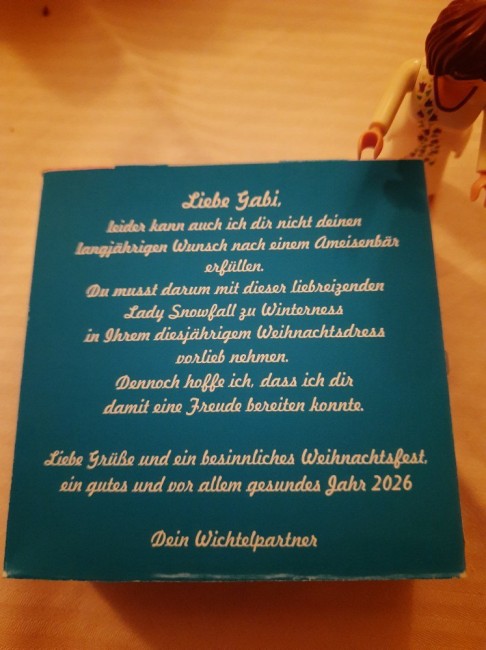 Liebe Gabi,
leider kann auch ich dir nicht deinen
langjährigen Wunsch nach einem Ameisenbär
erfüllen.
Du musst darum mit dieser liebreizenden
Lady Snowfall zu Winterness
in Ihrem diesjährigem Weihnachtsdress
vorlieb nehmen.
Dennoch hoffe ich, dass ich dir
damit eine Freude bereiten konnte.
Liebe Grüße und ein besinnliches Weihnachtsfest,
ein gutes und vor allem gesundes Jahr 2026
Dein Wichtelpartner